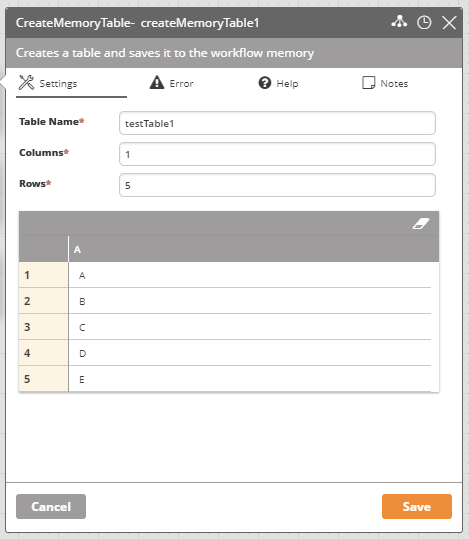 CreateMemoryTable- createMemoryTable1
Creates a table and saves it to the workflow memory
Settings Error Help Notes
Table Name* testTable1
Columns* 1
Rows* 5
A
1 A
2 B
3 C
4 D
5 E
Cancel Save